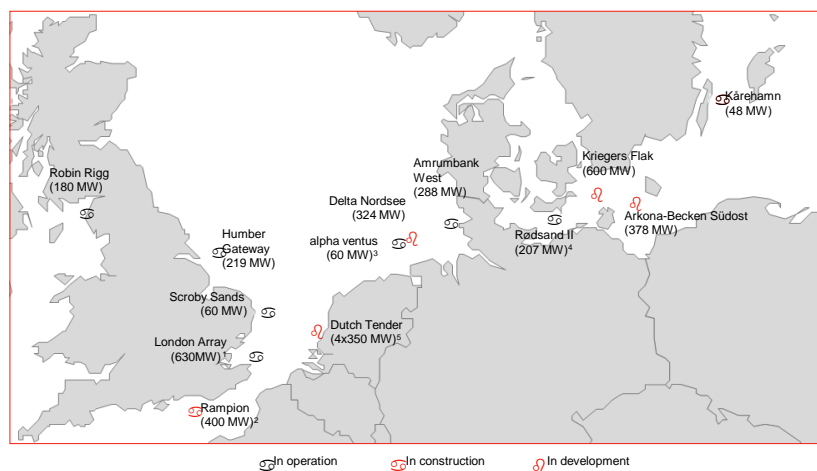 Kårehamn
(48 MW)
Kriegers Flak
(600 MW)
Amrumbank
West
(288 MW)
Robin Rigg
(180 MW)
Delta Nordsee
(324 MW)
Arkona-Becken Südost
(378 MW)
Humber
Gateway
(219 MW)
alpha ventus
(60 MW)³
Rødsand II
(207 MW)⁴
Scroby Sands
(60 MW)
Dutch Tender
(4x350 MW)⁵
London Array
(630MW)¹
Rampion
(400 MW)²
♋In operation
♋In construction
♌In development